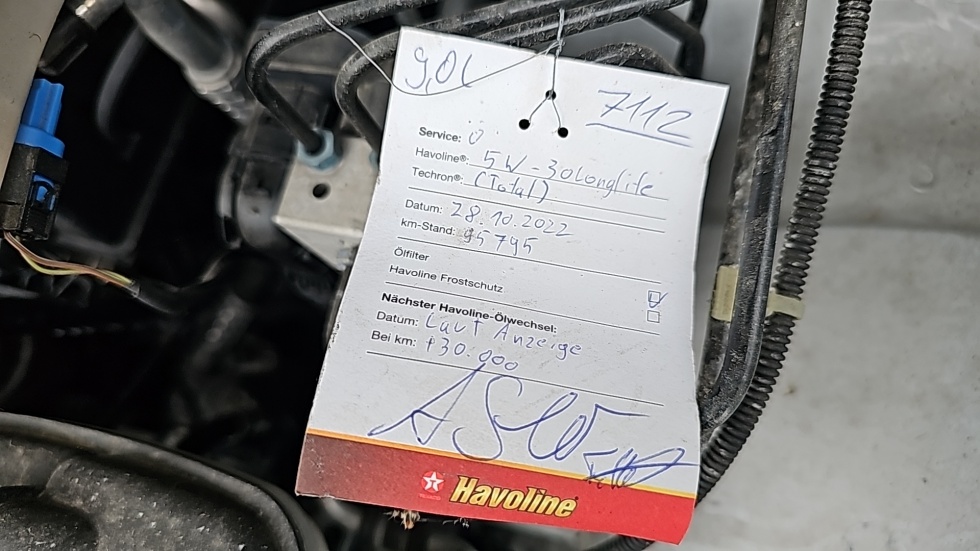 9,0l
7112
Service: Ö
Havoline®: 5W-30 Longlife
Techron®: (Total)
Datum: 28.10.2022
km-Stand: 95795
Ölfilter
Havoline Frostschutz
Nächster Havoline-Ölwechsel:
Datum: Laut Anzeige
Bei km: +30.000
Havoline